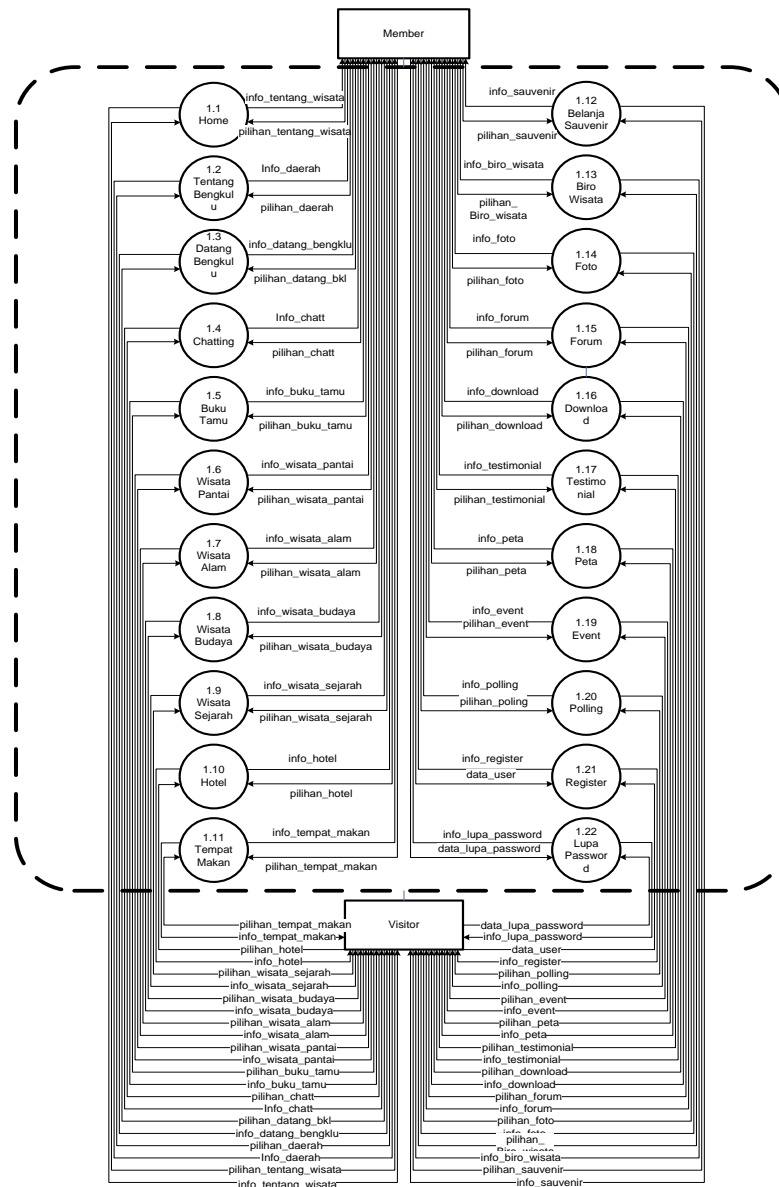 Member
1.1
Home
info_tentang_wisata
pilihan_tentang_wisata
1.2
Tentang
Bengkul
u
Info_daerah
pilihan_daerah
1.3
Datang
Bengkul
u
info_datang_bengklu
pilihan_datang_bkl
1.4
Chatting
Info_chatt
pilihan_chatt
1.5
Buku
Tamu
info_buku_tamu
pilihan_buku_tamu
1.6
Wisata
Pantai
info_wisata_pantai
pilihan_wisata_pantai
1.7
Wisata
Alam
info_wisata_alam
pilihan_wisata_alam
1.8
Wisata
Budaya
info_wisata_budaya
pilihan_wisata_budaya
1.9
Wisata
Sejarah
info_wisata_sejarah
pilihan_wisata_sejarah
1.10
Hotel
info_hotel
pilihan_hotel
1.11
Tempat
Makan
info_tempat_makan
pilihan_tempat_makan
info_sauvenir
pilihan_sauvenir
1.12
Belanja
Sauvenir
info_biro_wisata
pilihan_
Biro_wisata
1.13
Biro
Wisata
info_foto
pilihan_foto
1.14
Foto
info_forum
pilihan_forum
1.15
Forum
info_download
pilihan_download
1.16
Downloa
d
info_testimonial
pilihan_testimonial
1.17
Testimo
nial
info_peta
pilihan_peta
1.18
Peta
info_event
pilihan_event
1.19
Event
info_polling
pilihan_poling
1.20
Polling
info_register
data_user
1.21
Register
info_lupa_password
data_lupa_password
1.22
Lupa
Passwor
d
Visitor
pilihan_tempat_makan
info_tempat_makan
pilihan_hotel
info_hotel
pilihan_wisata_sejarah
info_wisata_sejarah
pilihan_wisata_budaya
info_wisata_budaya
pilihan_wisata_alam
info_wisata_alam
pilihan_wisata_pantai
info_wisata_pantai
pilihan_buku_tamu
info_buku_tamu
pilihan_chatt
Info_chatt
pilihan_datang_bkl
info_datang_bengklu
pilihan_daerah
Info_daerah
pilihan_tentang_wisata
info_tentang_wisata
data_lupa_password
info_lupa_password
data_user
info_register
pilihan_polling
info_polling
pilihan_event
info_event
pilihan_peta
info_peta
pilihan_testimonial
info_testimonial
pilihan_download
info_download
pilihan_forum
info_forum
pilihan_foto
info_foto
pilihan_
Biro_wisata
info_biro_wisata
pilihan_sauvenir
info_sauvenir